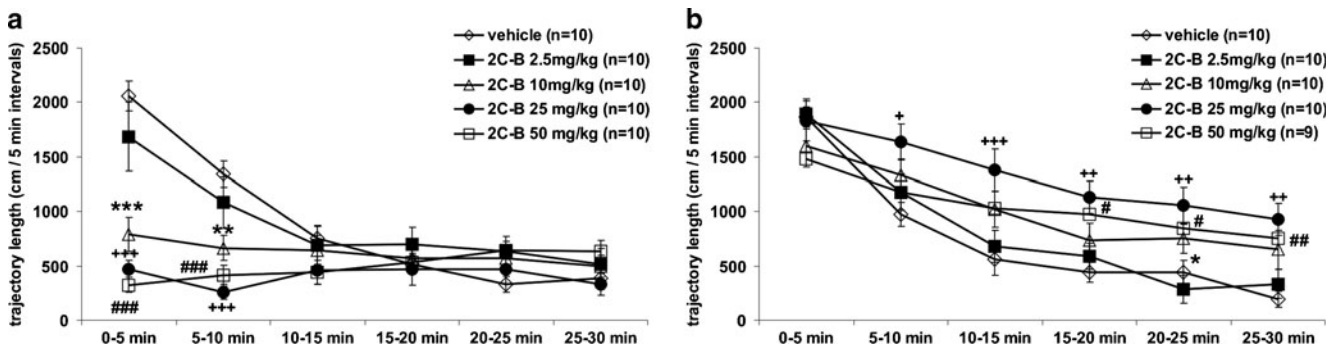 a
trajectory length (cm / 5 min intervals)
2500
2000
1500
1000
500
0
vehicle (n=10)
2C-B 2.5mg/kg (n=10)
2C-B 10mg/kg (n=10)
2C-B 25 mg/kg (n=10)
2C-B 50 mg/kg (n=10)
***
**
+++
###
###
+++
0-5 min 5-10 min 10-15 min 15-20 min 20-25 min 25-30 min
b
trajectory length (cm / 5 min intervals)
2500
2000
1500
1000
500
0
vehicle (n=10)
2C-B 2.5mg/kg (n=10)
2C-B 10mg/kg (n=10)
2C-B 25 mg/kg (n=10)
2C-B 50 mg/kg (n=9)
+
+++
++
++
++
#
#
##
*
0-5 min 5-10 min 10-15 min 15-20 min 20-25 min 25-30 min